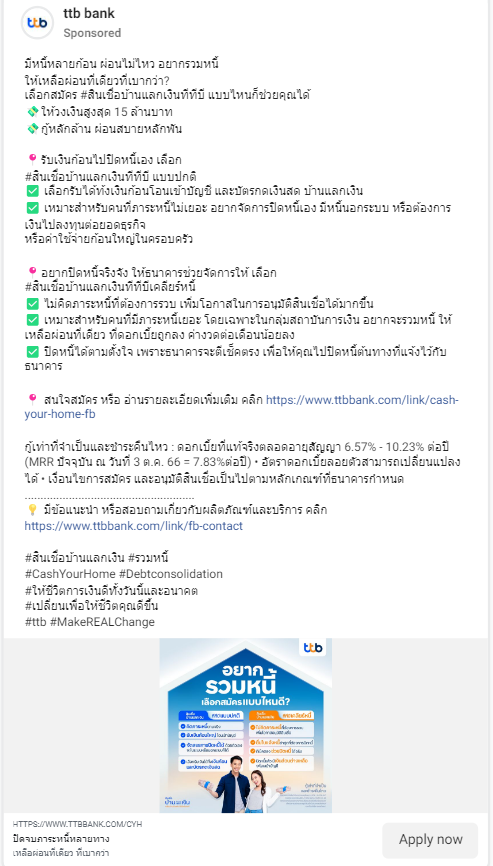 ttb bank
Sponsored
มีหนี้หลายก้อน ผ่อนไม่ไหว อยากรวมหนี้
ให้เหลือผ่อนที่เดียวที่เบากว่า?
เลือกสมัคร #สินเชื่อบ้านแลกเงินทีทีบี แบบไหนก็ช่วยคุณได้
💸ให้วงเงินสูงสุด 15 ล้านบาท
💸กู้หลักล้าน ผ่อนสบายหลักพัน
📍รับเงินก้อนไปปิดหนี้เอง เลือก
#สินเชื่อบ้านแลกเงินทีทีบี แบบปกติ
✅ เลือกรับได้ทั้งเงินก้อนโอนเข้าบัญชี และบัตรกดเงินสด บ้านแลกเงิน
✅ เหมาะสำหรับคนที่ภาระหนี้ไม่เยอะ อยากจัดการปิดหนี้เอง มีหนี้นอกระบบ หรือต้องการ
เงินไปลงทุนต่อยอดธุรกิจ
หรือค่าใช้จ่ายก้อนใหญ่ในครอบครัว
📍อยากปิดหนี้จริงจัง ให้ธนาคารช่วยจัดการให้ เลือก
#สินเชื่อบ้านแลกเงินทีทีบีเคลียร์หนี้
✅ ไม่คิดภาระหนี้ที่ต้องการรวบ เพิ่มโอกาสในการอนุมัติสินเชื่อได้มากขึ้น
✅ เหมาะสำหรับคนที่มีภาระหนี้เยอะ โดยเฉพาะในกลุ่มสถาบันการเงิน อยากจะรวมหนี้ ให้
เหลือผ่อนที่เดียว ที่ดอกเบี้ยถูกลง ค่างวดต่อเดือนน้อยลง
✅ ปิดหนี้ได้ตามตั้งใจ เพราะธนาคารจะตีเช็คตรง เพื่อให้คุณไปปิดหนี้ต้นทางที่แจ้งไว้กับ
ธนาคาร
📍 สนใจสมัคร หรือ อ่านรายละเอียดเพิ่มเติม คลิก https://www.ttbbank.com/link/cash-
your-home-fb
กู้เท่าที่จำเป็นและชำระคืนไหว : ดอกเบี้ยที่แท้จริงตลอดอายุสัญญา 6.57% - 10.23% ต่อปี
(MRR ปัจจุบัน ณ วันที่ 3 ต.ค. 66 = 7.83%ต่อปี) • อัตราดอกเบี้ยลอยตัวสามารถเปลี่ยนแปลง
ได้ • เงื่อนไขการสมัคร และอนุมัติสินเชื่อเป็นไปตามหลักเกณฑ์ที่ธนาคารกำหนด
......................................................
💡 มีข้อแนะนำ หรือสอบถามเกี่ยวกับผลิตภัณฑ์และบริการ คลิก
https://www.ttbbank.com/link/fb-contact
#สินเชื่อบ้านแลกเงิน #รวมหนี้
#CashYourHome #Debtconsolidation
#ให้ชีวิตการเงินดีทั้งวันนี้และอนาคต
#เปลี่ยนเพื่อให้ชีวิตคุณดีขึ้น
#ttb #MakeREALChange
ttb
อยาก
รวมหนี้
เลือกสมัครแบบไหนดี?
HTTPS://WWW.TTBBANK.COM/CYH
ปิดจบภาระหนี้หลายทาง
เหลือผ่อนที่เดียว ที่เบากว่า
Apply now